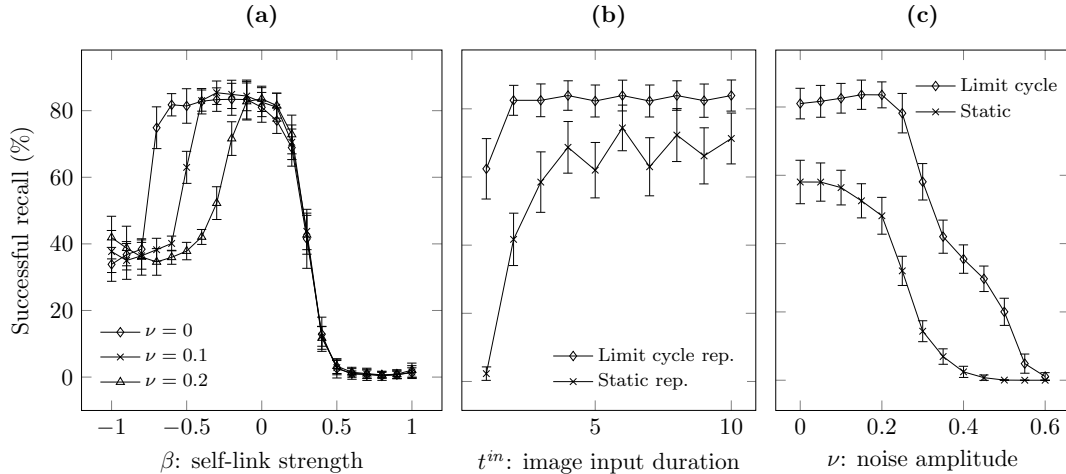 (a)
(b)
(c)
Successful recall (%)
80
60
40
20
0
ν = 0
ν = 0.1
ν = 0.2
−1
−0.5
0
0.5
1
β: self-link strength
Limit cycle rep.
Static rep.
5
10
t^{in}: image input duration
Limit cycle
Static
0
0.2
0.4
0.6
ν: noise amplitude